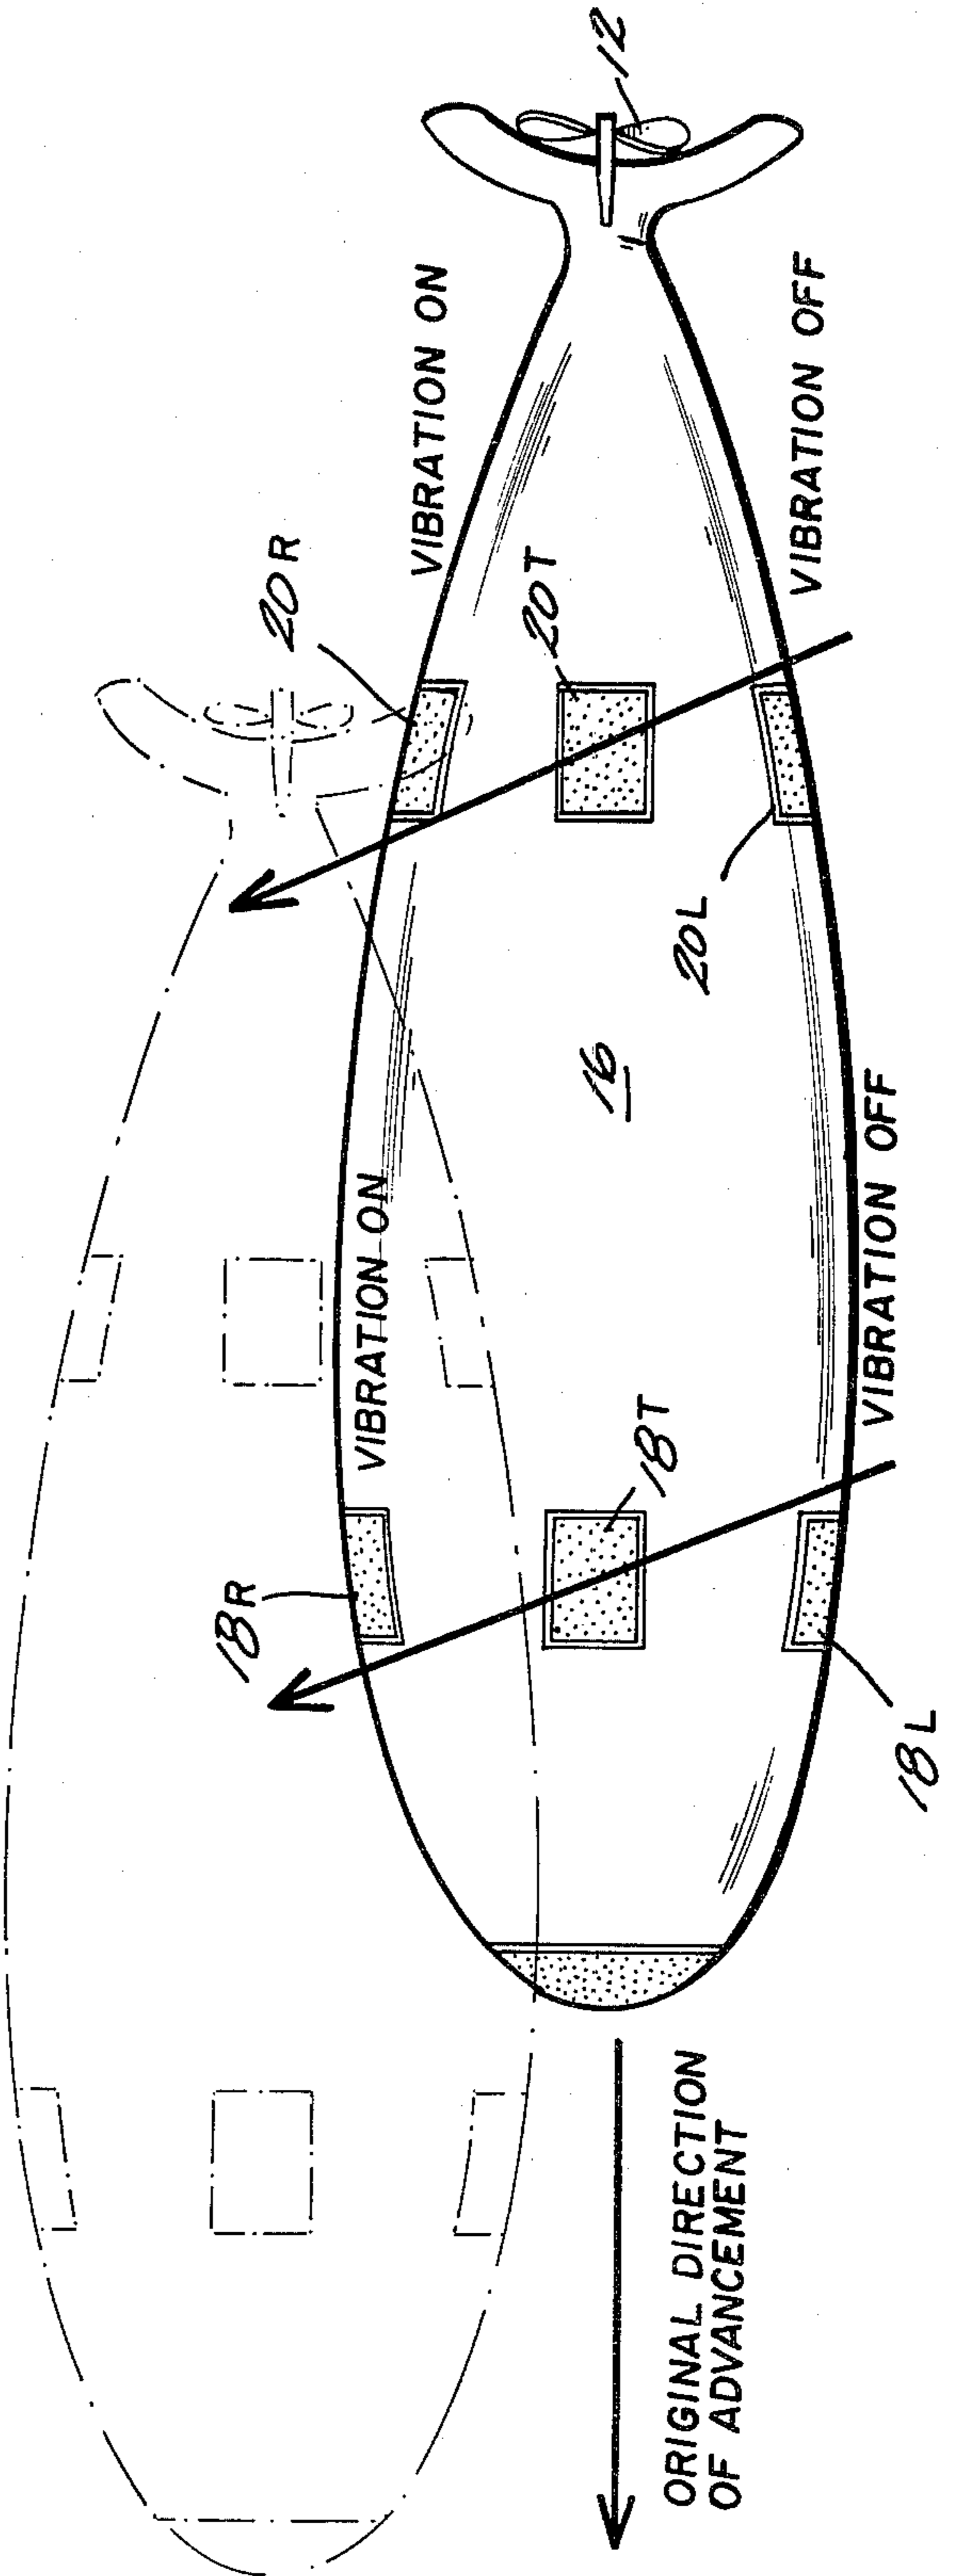 12
VIBRATION ON
VIBRATION OFF
20R
20T
20L
16
VIBRATION ON
VIBRATION OFF
18R
18T
18L
ORIGINAL DIRECTION
OF ADVANCEMENT